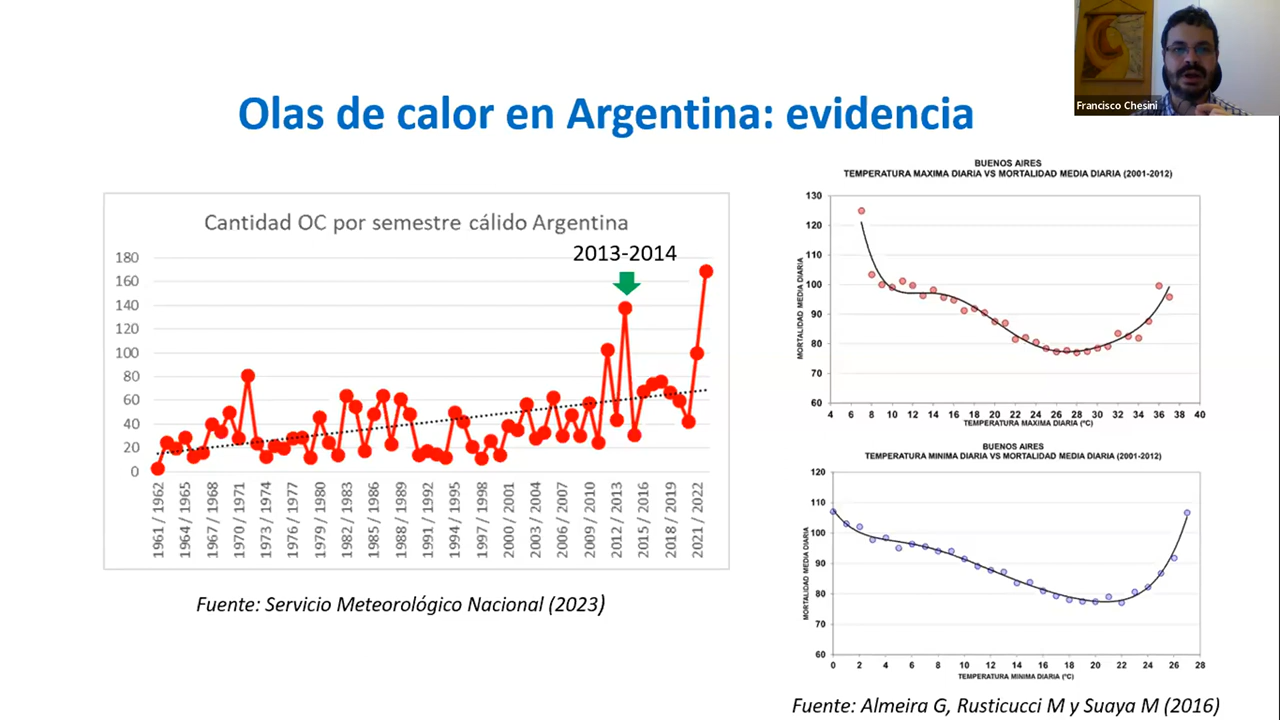 Francisco Chesini
Olas de calor en Argentina: evidencia
Cantidad OC por semestre cálido Argentina
2013-2014
180
160
140
120
100
80
60
40
20
0
1961 / 1962
1964 / 1965
1967 / 1968
1970 / 1971
1973 / 1974
1976 / 1977
1979 / 1980
1982 / 1983
1985 / 1986
1988 / 1989
1991 / 1992
1994 / 1995
1997 / 1998
2000 / 2001
2003 / 2004
2006 / 2007
2009 / 2010
2012 / 2013
2015 / 2016
2018 / 2019
2021 / 2022
Fuente: Servicio Meteorológico Nacional (2023)
BUENOS AIRES
TEMPERATURA MAXIMA DIARIA VS MORTALIDAD MEDIA DIARIA (2001-2012)
MORTALIDAD MEDIA DIARIA
130
120
110
100
90
80
70
60
4 6 8 10 12 14 16 18 20 22 24 26 28 30 32 34 36 38 40
TEMPERATURA MAXIMA DIARIA (ºC)
BUENOS AIRES
TEMPERATURA MINIMA DIARIA VS MORTALIDAD MEDIA DIARIA (2001-2012)
MORTALIDAD MEDIA DIARIA
120
110
100
90
80
70
60
0 2 4 6 8 10 12 14 16 18 20 22 24 26 28
TEMPERATURA MINIMA DIARIA (ºC)
Fuente: Almeira G, Rusticucci M y Suaya M (2016)